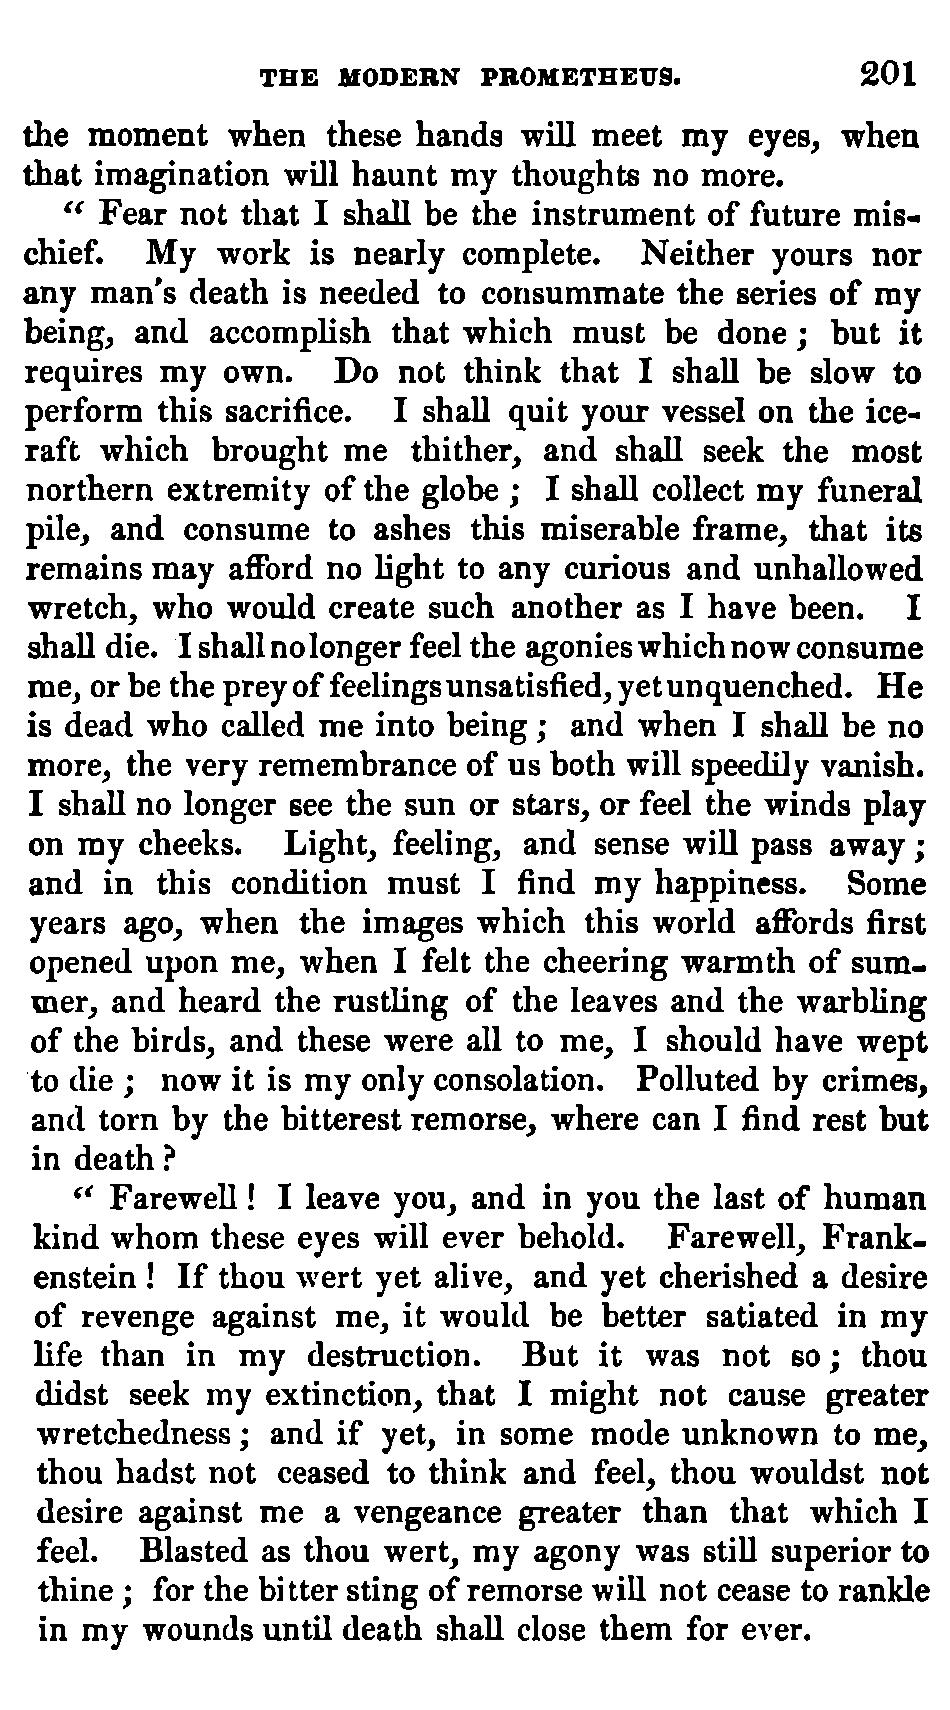 THE MODERN PROMETHEUS. 201
the moment when these hands will meet my eyes, when
that imagination will haunt my thoughts no more.
“ Fear not that I shall be the instrument of future mis-
chief. My work is nearly complete. Neither yours nor
any man's death is needed to consummate the series of my
being, and accomplish that which must be done ; but it
requires my own. Do not think that I shall be slow to
perform this sacrifice. I shall quit your vessel on the ice-
raft which brought me thither, and shall seek the most
northern extremity of the globe ; I shall collect my funeral
pile, and consume to ashes this miserable frame, that its
remains may afford no light to any curious and unhallowed
wretch, who would create such another as I have been. I
shall die. I shall no longer feel the agonies which now consume
me, or be the prey of feelings unsatisfied, yet unquenched. He
is dead who called me into being ; and when I shall be no
more, the very remembrance of us both will speedily vanish.
I shall no longer see the sun or stars, or feel the winds play
on my cheeks. Light, feeling, and sense will pass away ;
and in this condition must I find my happiness. Some
years ago, when the images which this world affords first
opened upon me, when I felt the cheering warmth of sum-
mer, and heard the rustling of the leaves and the warbling
of the birds, and these were all to me, I should have wept
to die ; now it is my only consolation. Polluted by crimes,
and torn by the bitterest remorse, where can I find rest but
in death ?
“ Farewell ! I leave you, and in you the last of human
kind whom these eyes will ever behold. Farewell, Frank-
enstein ! If thou wert yet alive, and yet cherished a desire
of revenge against me, it would be better satiated in my
life than in my destruction. But it was not so ; thou
didst seek my extinction, that I might not cause greater
wretchedness ; and if yet, in some mode unknown to me,
thou hadst not ceased to think and feel, thou wouldst not
desire against me a vengeance greater than that which I
feel. Blasted as thou wert, my agony was still superior to
thine ; for the bitter sting of remorse will not cease to rankle
in my wounds until death shall close them for ever.